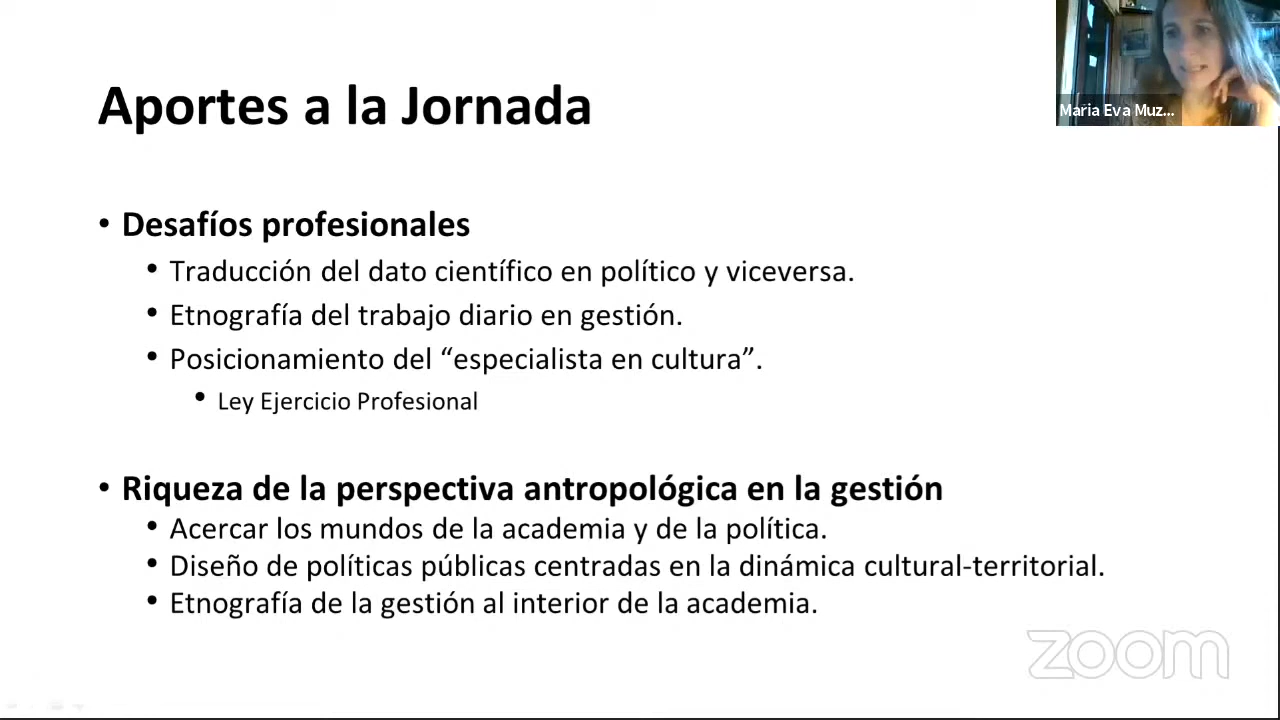 Aportes a la Jornada
Maria Eva Muz...
• Desafíos profesionales
• Traducción del dato científico en político y viceversa.
• Etnografía del trabajo diario en gestión.
• Posicionamiento del “especialista en cultura”.
• Ley Ejercicio Profesional
• Riqueza de la perspectiva antropológica en la gestión
• Acercar los mundos de la academia y de la política.
• Diseño de políticas públicas centradas en la dinámica cultural-territorial.
• Etnografía de la gestión al interior de la academia.
zoom